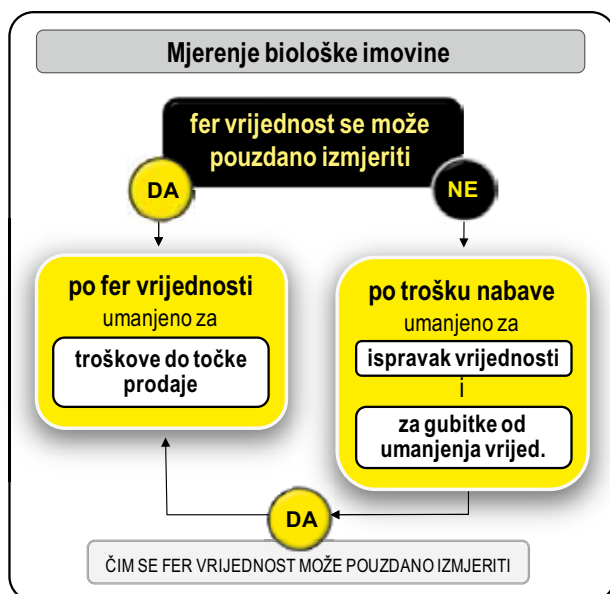 Mjerenje biološke imovine
fer vrijednost se može
pouzdano izmjeriti
DA
NE
po fer vrijednosti
umanjeno za
troškove do točke
prodaje
po trošku nabave
umanjeno za
ispravak vrijednosti
i
za gubitke od
umanjenja vrijed.
DA
ČIM SE FER VRIJEDNOST MOŽE POUZDANO IZMJERITI